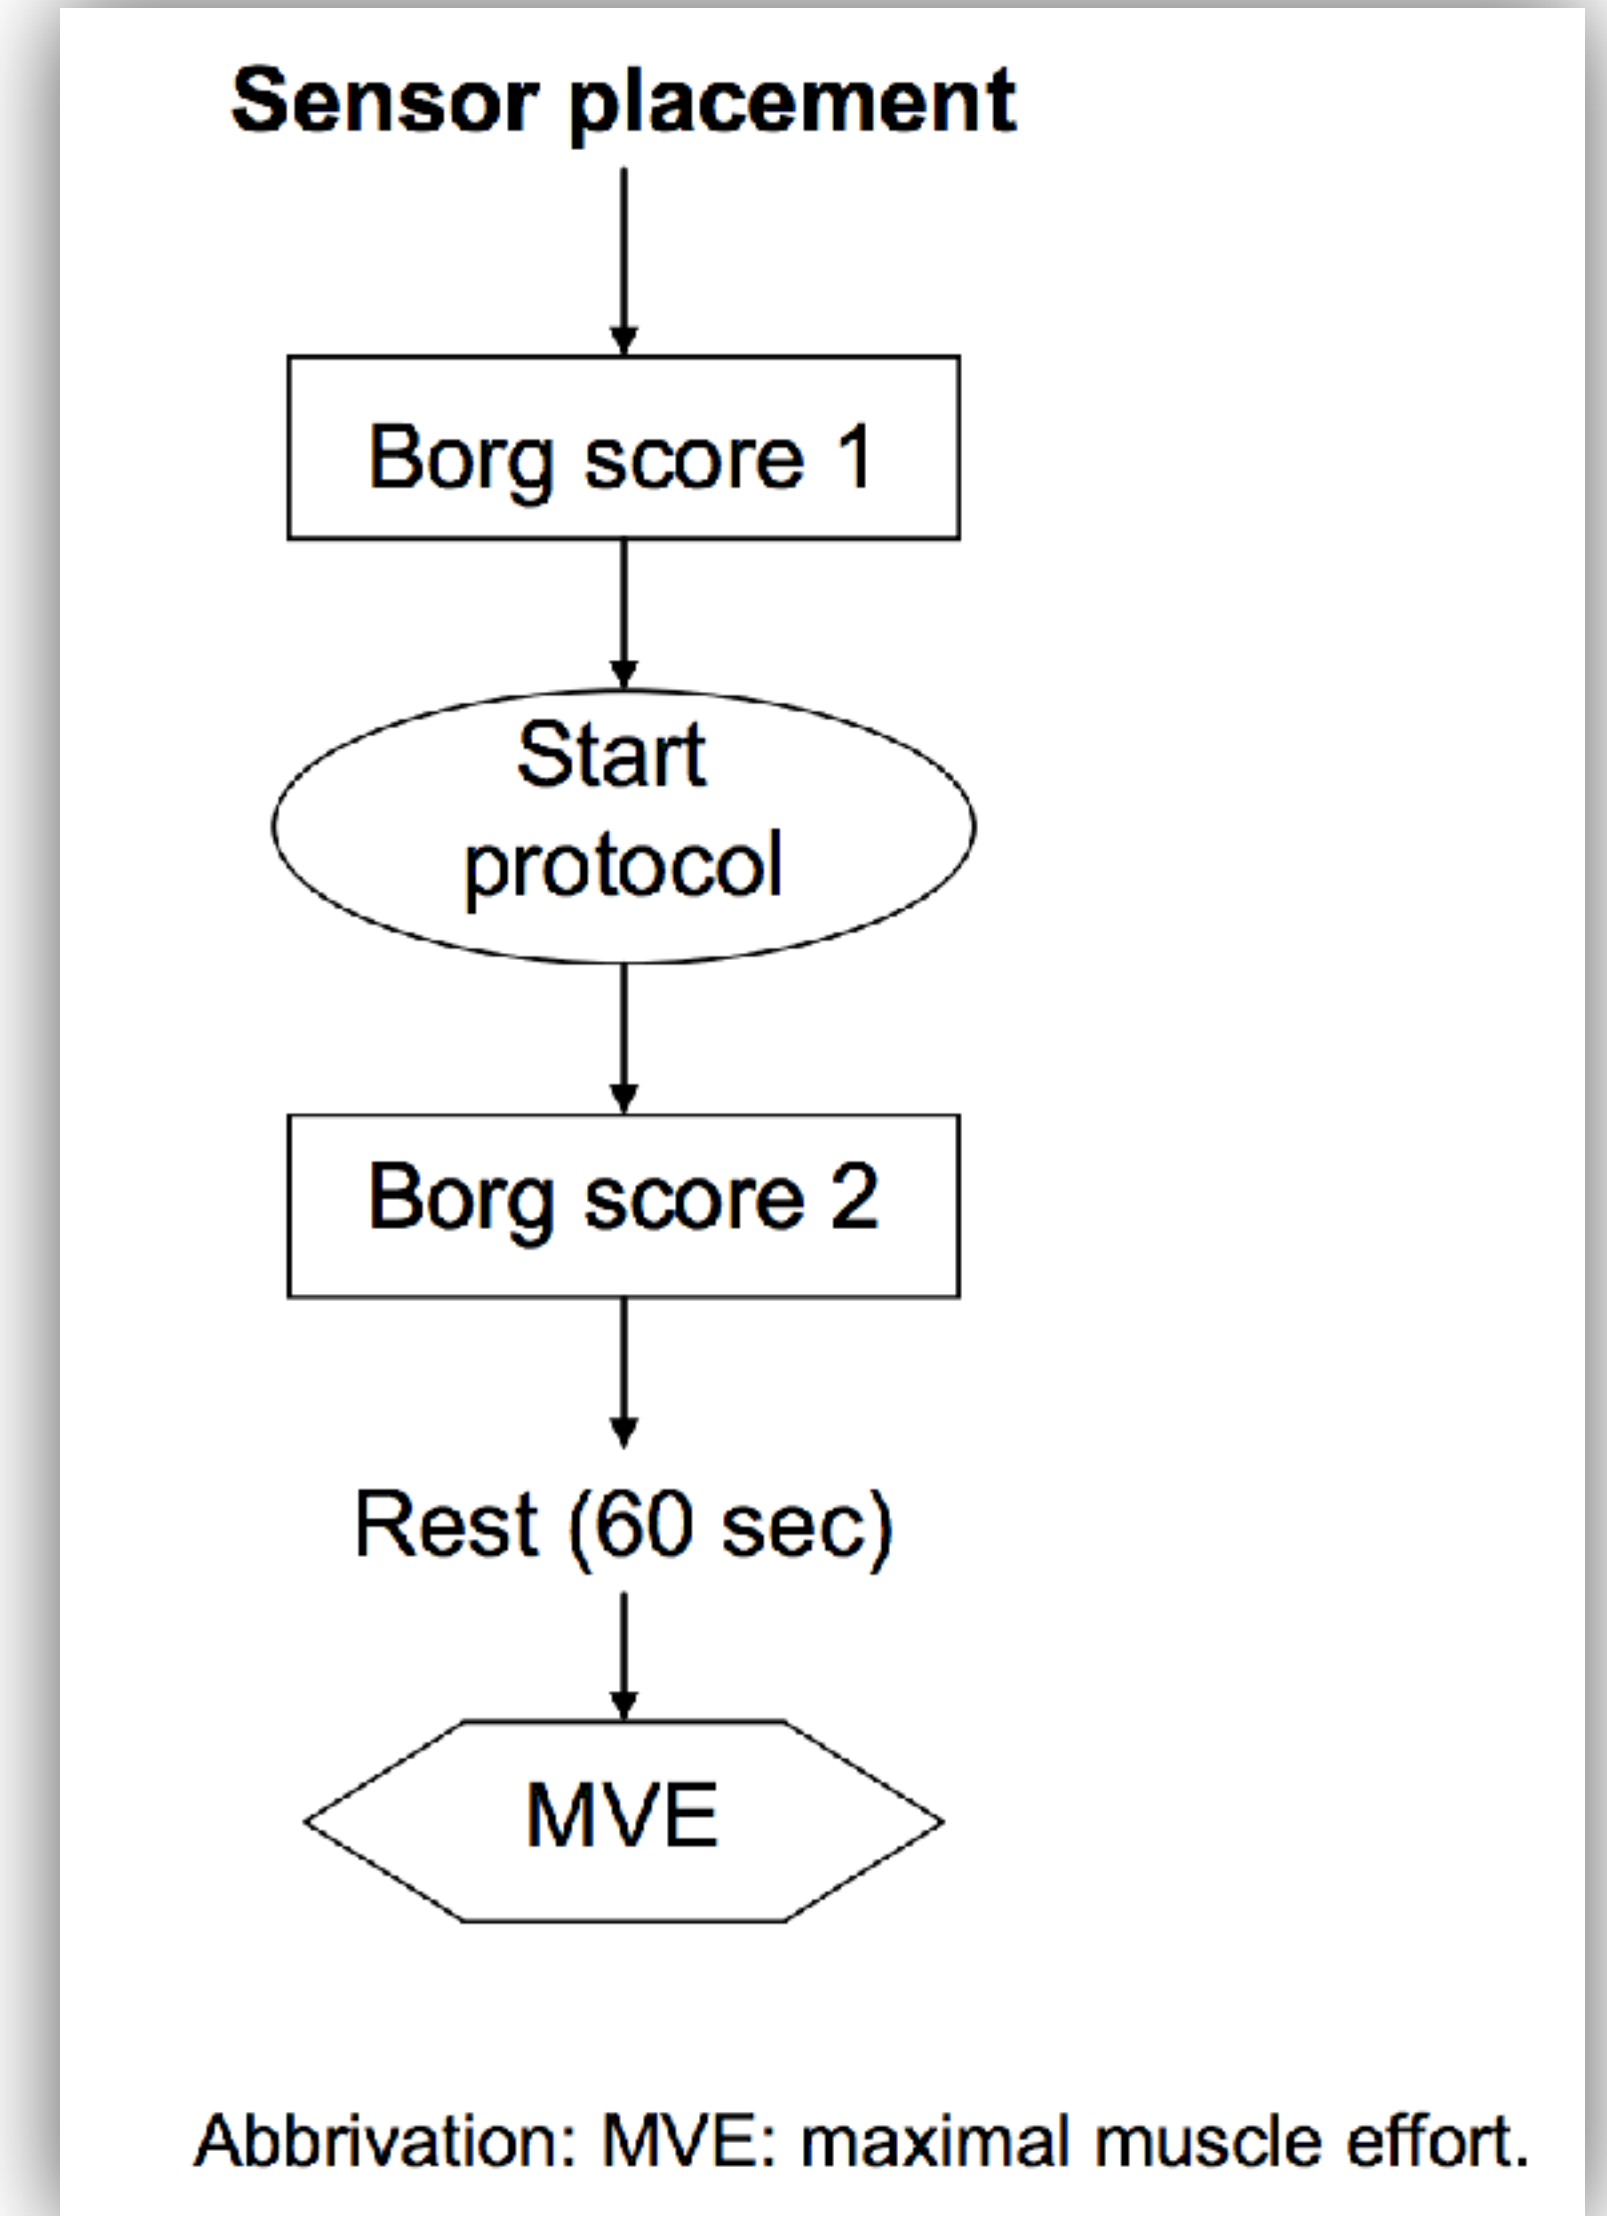 Sensor placement
Borg score 1
Start
protocol
Borg score 2
Rest (60 sec)
MVE
Abbrivation: MVE: maximal muscle effort.